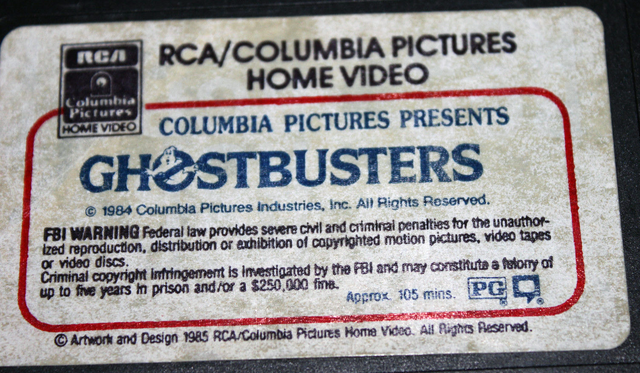 RCA/COLUMBIA PICTURES
HOME VIDEO
RCA
Columbia
Pictures
HOME VIDEO
COLUMBIA PICTURES PRESENTS
GHOSTBUSTERS
© 1984 Columbia Pictures Industries, Inc. All Rights Reserved.
FBI WARNING Federal law provides severe civil and criminal penalties for the unauthor-
ized reproduction, distribution or exhibition of copyrighted motion pictures, video tapes
or video discs.
Criminal copyright infringement is investigated by the FBI and may constitute a felony of
up to five years in prison and/or a $250,000 fine.
Approx. 105 mins. PG ®
© Artwork and Design 1985 RCA/Columbia Pictures Home Video. All Rights Reserved.